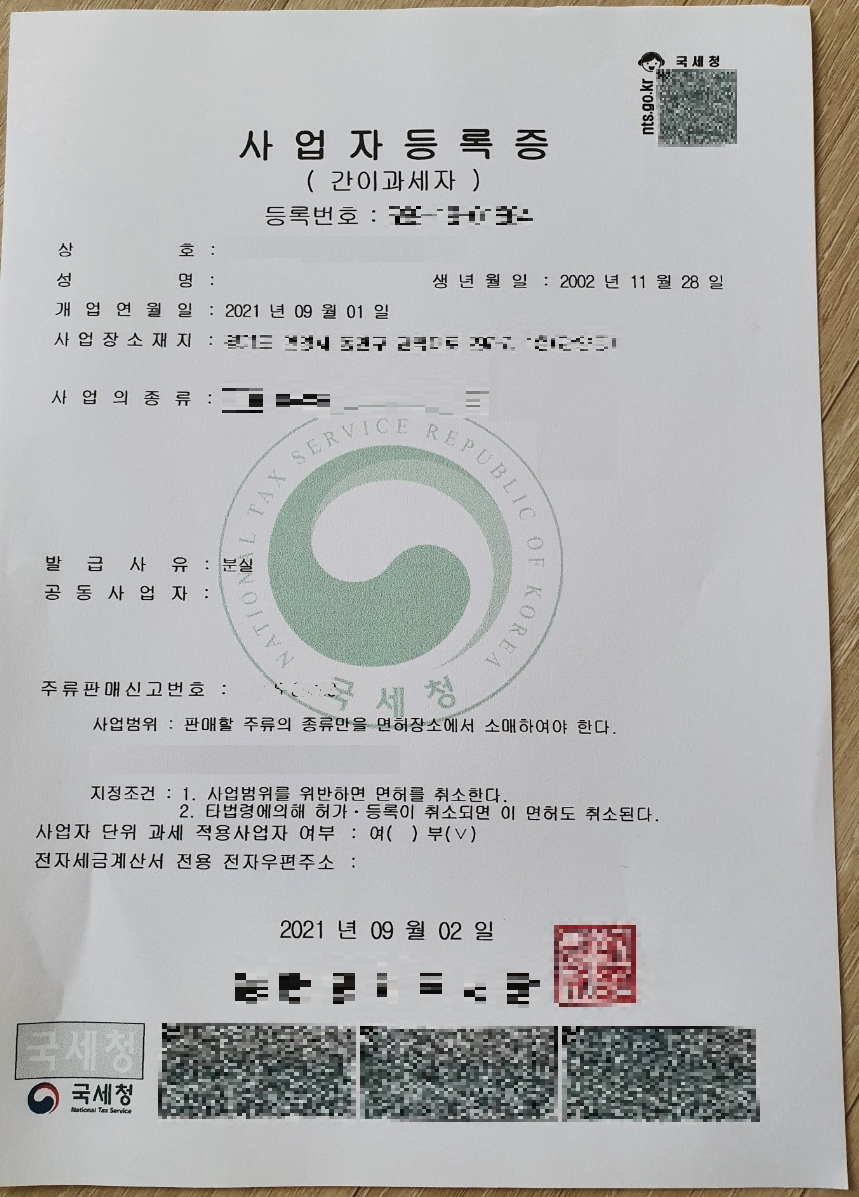 국세청
nts.go.kr
사업자등록증
( 간이과세자 )
등록번호 :
상 호 :
성 명 : 생년월일 : 2002 년 11 월 28 일
개업연월일 : 2021 년 09 월 01 일
사업장소재지 :
사업의종류 :
NATIONAL TAX SERVICE REPUBLIC OF KOREA
발급사유 : 분실
공동사업자 :
국세청
주류판매신고번호 :
사업범위 : 판매할 주류의 종류만을 면허장소에서 소매하여야 한다.
지정조건 : 1. 사업범위를 위반하면 면허를 취소한다.
2. 타법령에의해 허가·등록이 취소되면 이 면허도 취소된다.
사업자 단위 과세 적용사업자 여부 : 여( ) 부(∨)
전자세금계산서 전용 전자우편주소 :
2021 년 09 월 02 일
국세청
국세청
National Tax Service